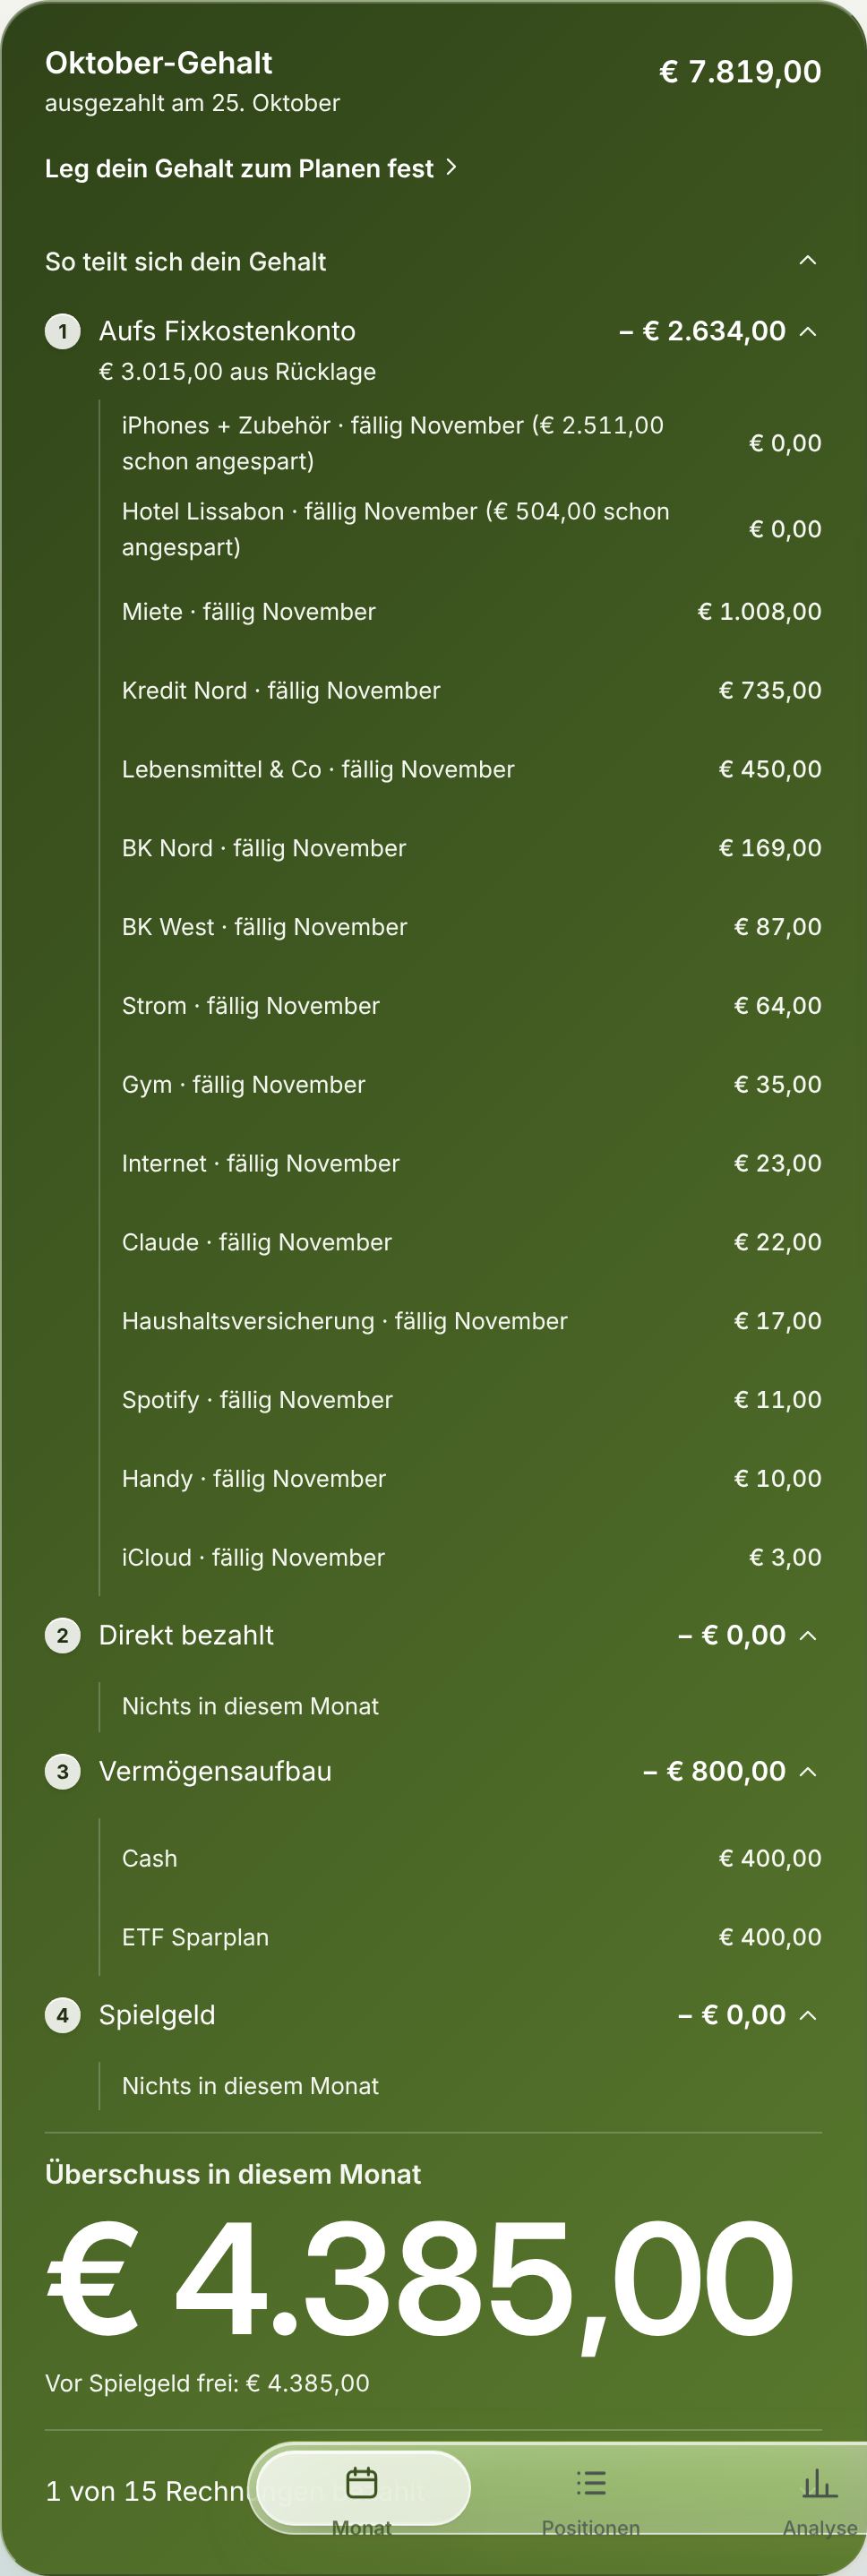 Oktober-Gehalt
€ 7.819,00
ausgezahlt am 25. Oktober
Leg dein Gehalt zum Planen fest
So teilt sich dein Gehalt
1 Aufs Fixkostenkonto – € 2.634,00
€ 3.015,00 aus Rücklage
iPhones + Zubehör · fällig November (€ 2.511,00
schon angespart)
€ 0,00
Hotel Lissabon · fällig November (€ 504,00 schon
angespart)
€ 0,00
Miete · fällig November € 1.008,00
Kredit Nord · fällig November € 735,00
Lebensmittel & Co · fällig November € 450,00
BK Nord · fällig November € 169,00
BK West · fällig November € 87,00
Strom · fällig November € 64,00
Gym · fällig November € 35,00
Internet · fällig November € 23,00
Claude · fällig November € 22,00
Haushaltsversicherung · fällig November € 17,00
Spotify · fällig November € 11,00
Handy · fällig November € 10,00
iCloud · fällig November € 3,00
2 Direkt bezahlt – € 0,00
Nichts in diesem Monat
3 Vermögensaufbau – € 800,00
Cash € 400,00
ETF Sparplan € 400,00
4 Spielgeld – € 0,00
Nichts in diesem Monat
Überschuss in diesem Monat
€ 4.385,00
Vor Spielgeld frei: € 4.385,00
1 von 15 Rechnungen bezahlt
Monat Positionen Analyse